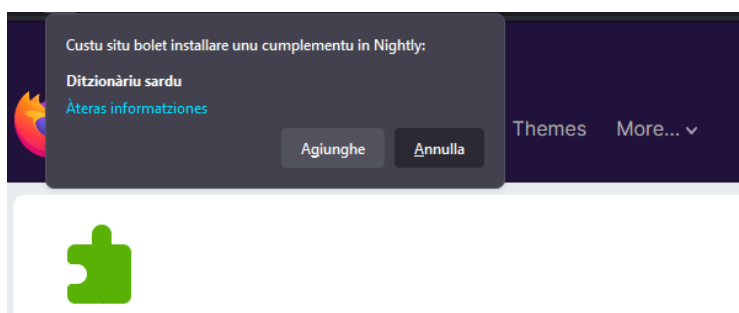 Custu situ bolet installare unu cumplementu in Nightly:
Ditzionàriu sardu
Àteras informatziones
Agiunghe Annulla
Themes More...